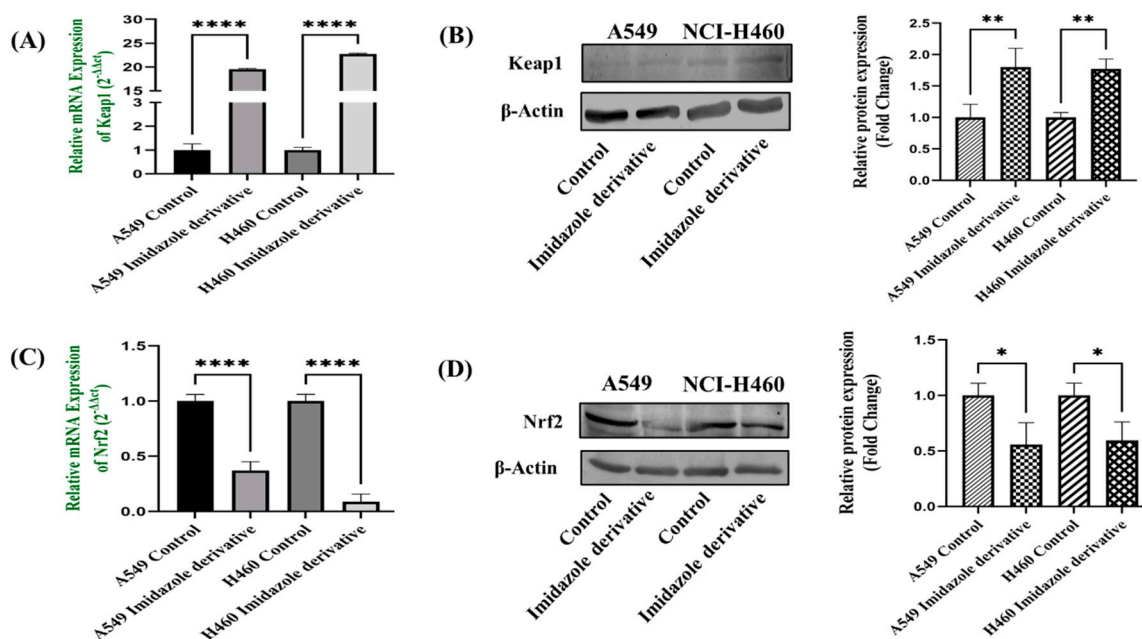 (A)
Relative mRNA Expression
of Keap1 (2^-ΔΔct)
30
25
20
15
10
3
2
1
0
****
****
A549 Control
A549 Imidazole derivative
H460 Control
H460 Imidazole derivative
(B)
A549 NCI-H460
Keap1
β-Actin
Control
Imidazole derivative
Control
Imidazole derivative
Relative protein expression
(Fold Change)
2.5
2.0
1.5
1.0
0.5
0.0
**
**
A549 Control
A549 Imidazole derivative
H460 Control
H460 Imidazole derivative
(C)
Relative mRNA Expression
of Nrf2 (2^-ΔΔct)
1.5
1.0
0.5
0.0
****
****
A549 Control
A549 Imidazole derivative
H460 Control
H460 Imidazole derivative
(D)
A549 NCI-H460
Nrf2
β-Actin
Control
Imidazole derivative
Control
Imidazole derivative
Relative protein expression
(Fold Change)
1.5
1.0
0.5
0.0
*
*
A549 Control
A549 Imidazole derivative
H460 Control
H460 Imidazole derivative